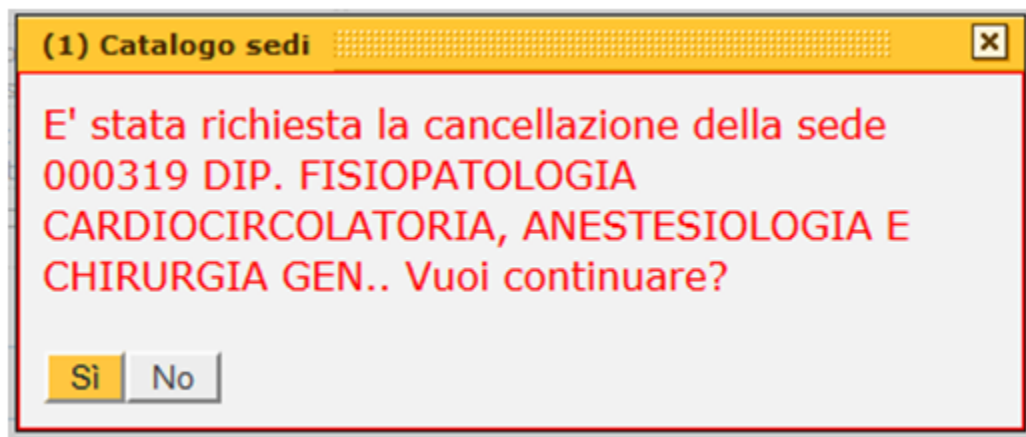 (1) Catalogo sedi
E' stata richiesta la cancellazione della sede
000319 DIP. FISIOPATOLOGIA
CARDIOCIRCOLATORIA, ANESTESIOLOGIA E
CHIRURGIA GEN.. Vuoi continuare?
Sì No